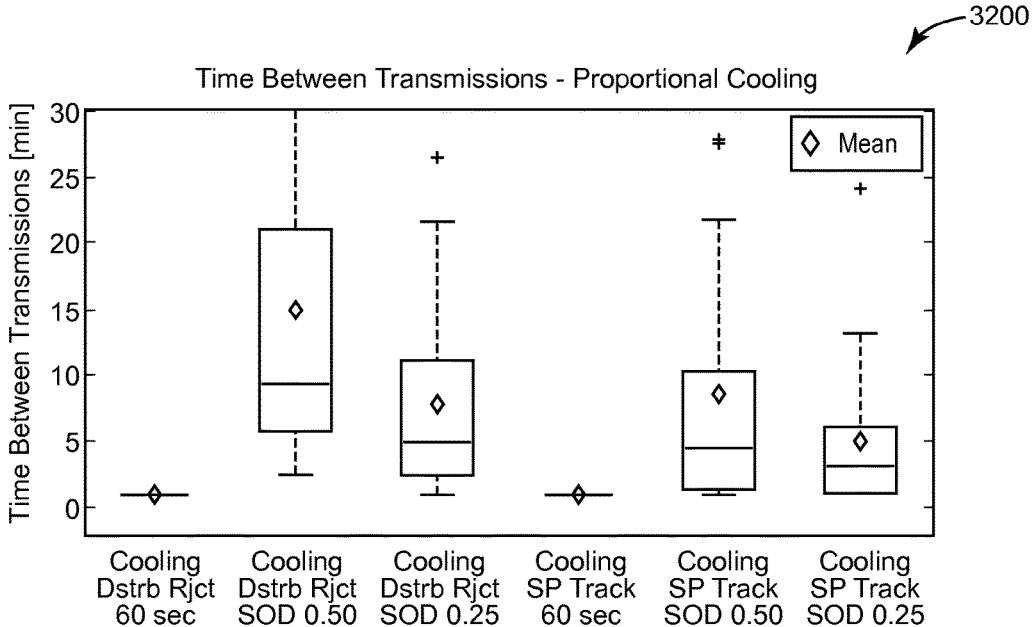 3200
Time Between Transmissions - Proportional Cooling
Time Between Transmissions [min]
30
25
20
15
10
5
0
Mean
Cooling
Dstrb Rjct
60 sec
Cooling
Dstrb Rjct
SOD 0.50
Cooling
Dstrb Rjct
SOD 0.25
Cooling
SP Track
60 sec
Cooling
SP Track
SOD 0.50
Cooling
SP Track
SOD 0.25